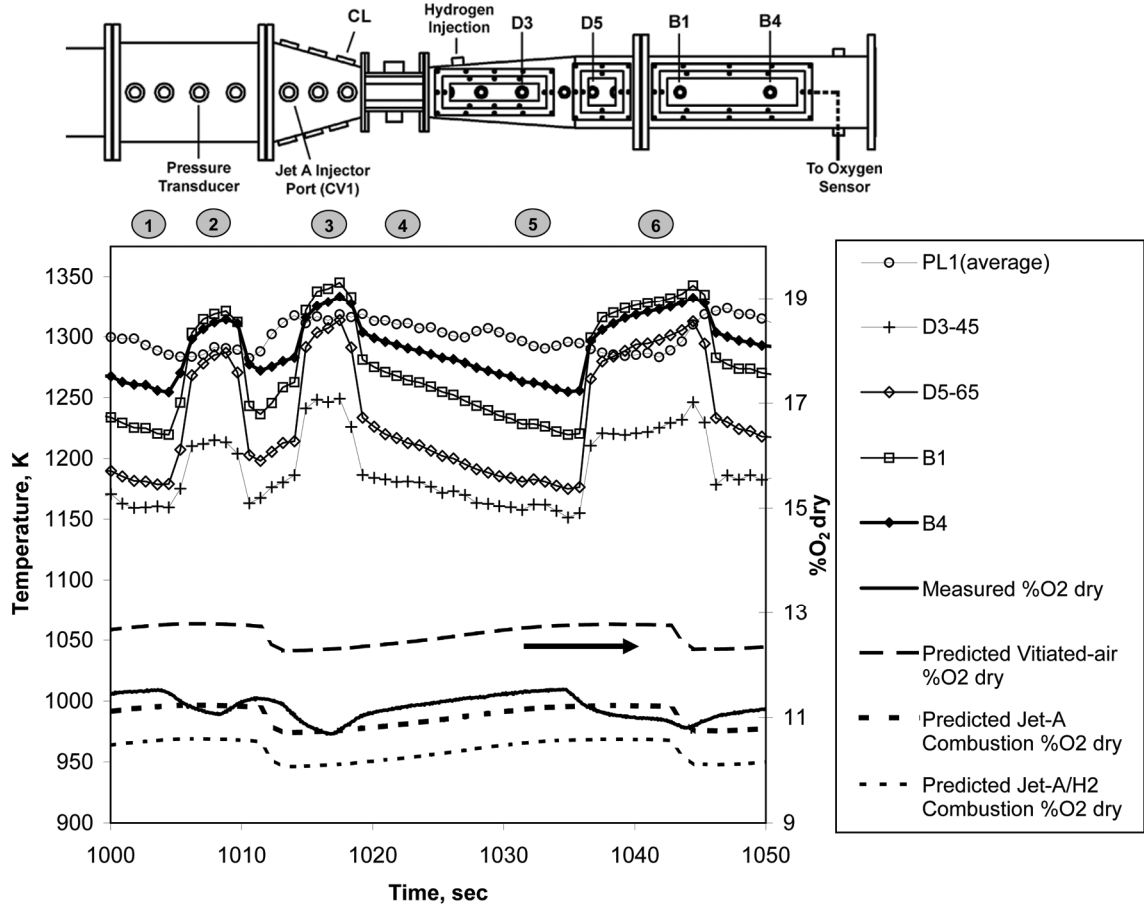 CL
Hydrogen
Injection
D3
D5
B1
B4
Pressure
Transducer
Jet A Injector
Port (CV1)
To Oxygen
Sensor
1
2
3
4
5
6
1350
1300
1250
1200
1150
1100
1050
1000
950
900
Temperature, K
19
17
15
13
11
9
%O2 dry
1000
1010
1020
1030
1040
1050
Time, sec
PL1(average)
D3-45
D5-65
B1
B4
Measured %O2 dry
Predicted Vitiated-air
%O2 dry
Predicted Jet-A
Combustion %O2 dry
Predicted Jet-A/H2
Combustion %O2 dry